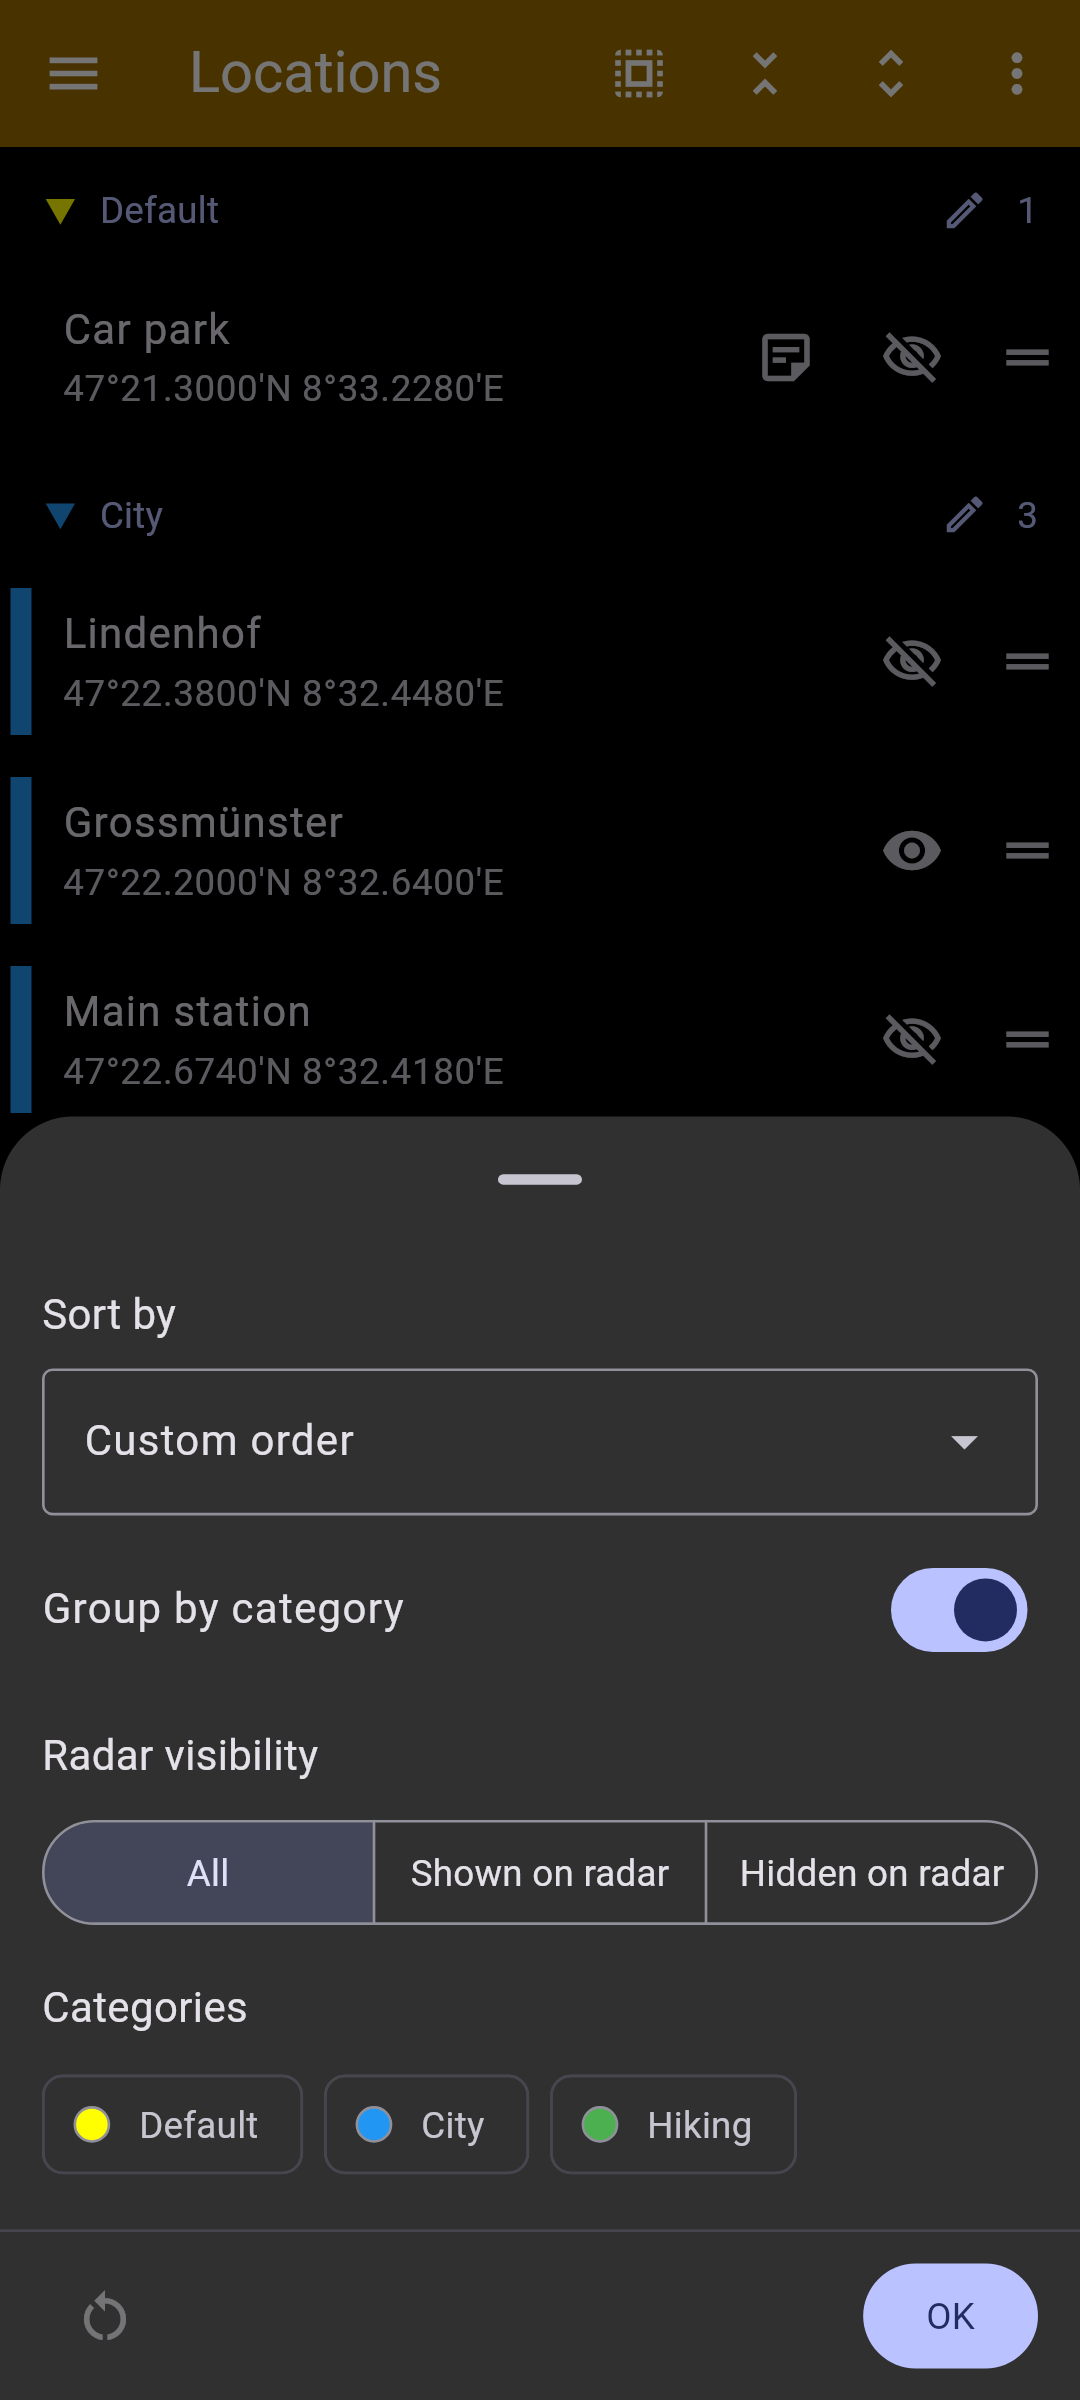 Locations
Default 1
Car park
47°21.3000'N 8°33.2280'E
City 3
Lindenhof
47°22.3800'N 8°32.4480'E
Grossmünster
47°22.2000'N 8°32.6400'E
Main station
47°22.6740'N 8°32.4180'E
Sort by
Custom order
Group by category
Radar visibility
All Shown on radar Hidden on radar
Categories
Default City Hiking
OK